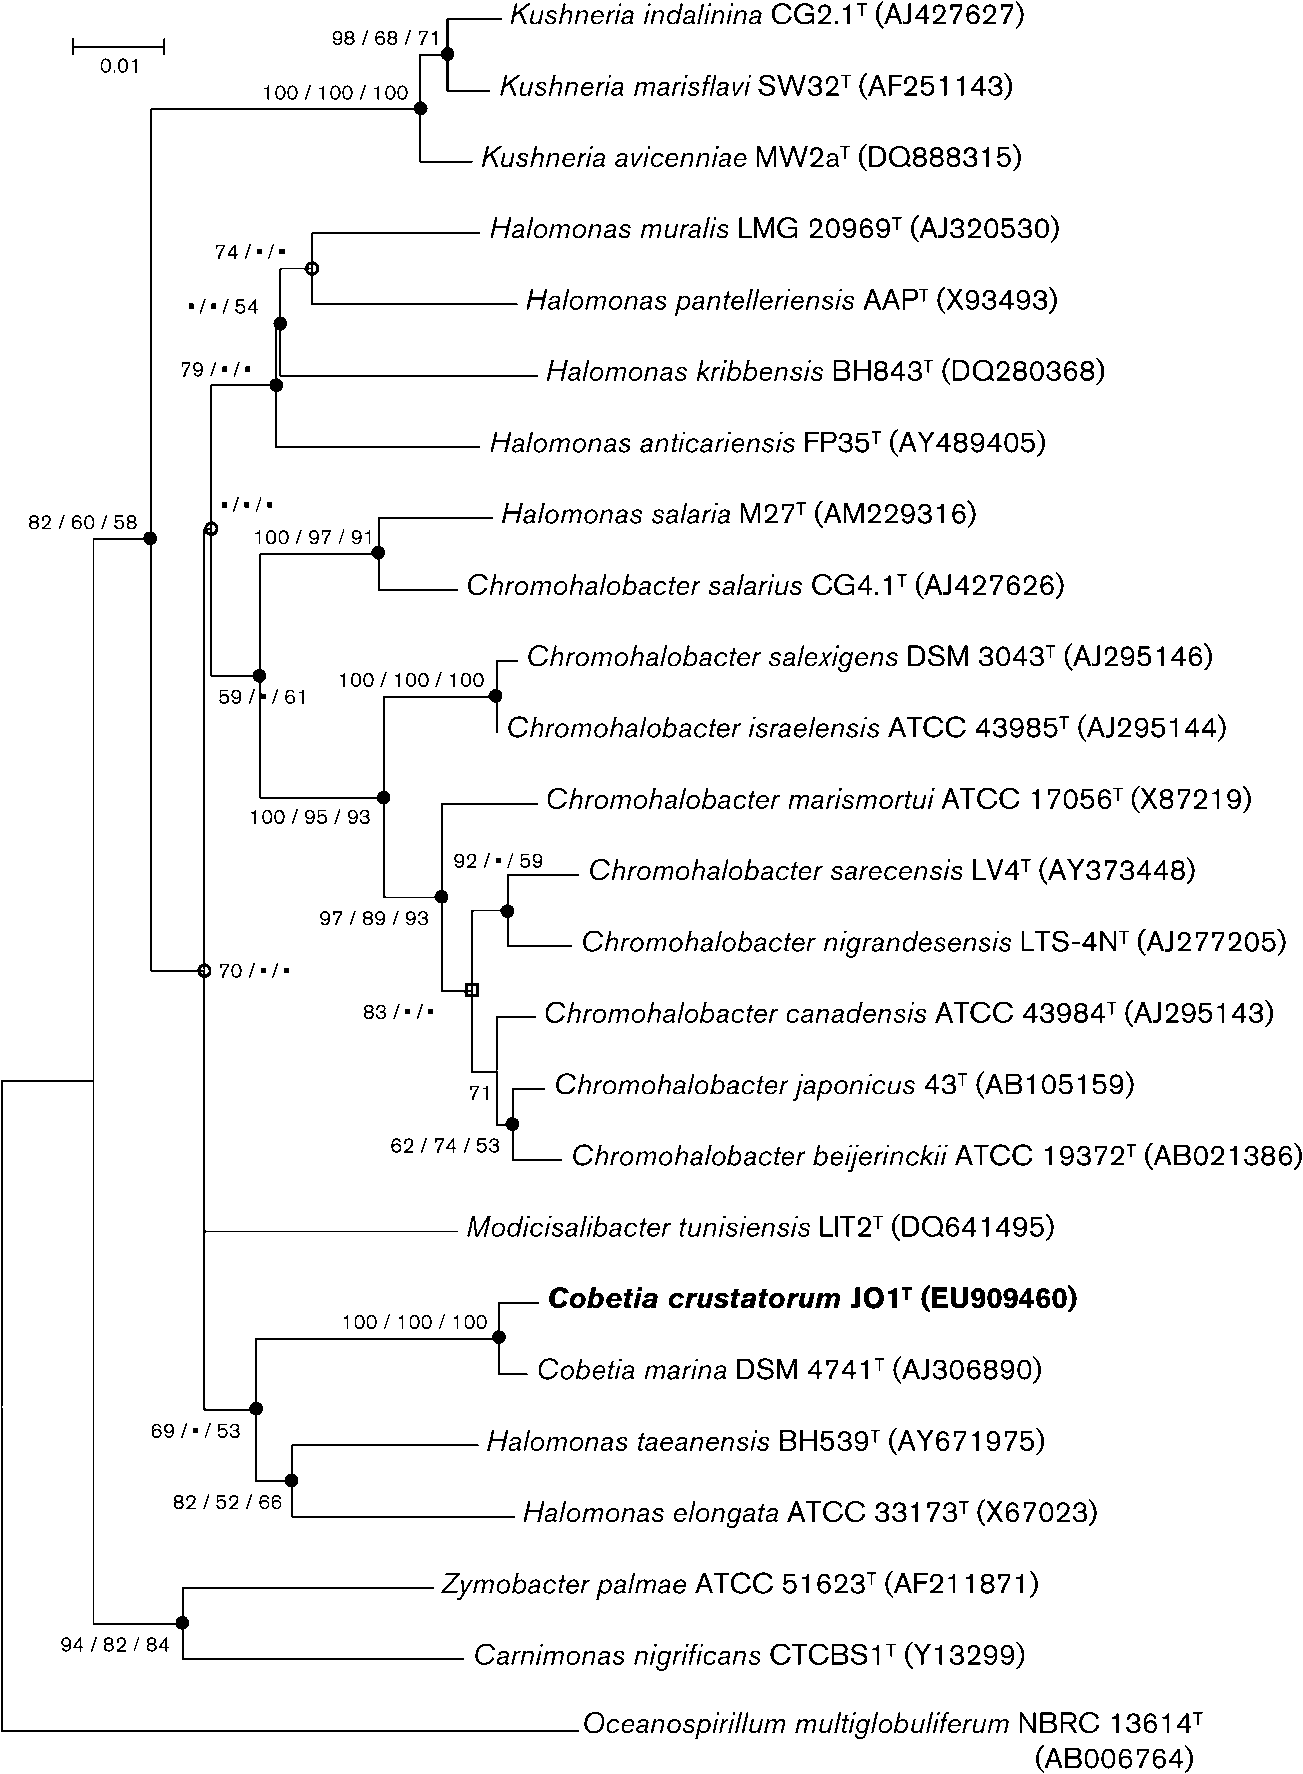 Kushneria indalinina CG2.1ᵀ (AJ427627)
98 / 68 / 71
0.01
Kushneria marisflavi SW32ᵀ (AF251143)
100 / 100 / 100
Kushneria avicenniae MW2aᵀ (DQ888315)
Halomonas muralis LMG 20969ᵀ (AJ320530)
74 / ▪ / ▪
Halomonas pantelleriensis AAPᵀ (X93493)
▪ / ▪ / 54
79 / ▪ / ▪
Halomonas kribbensis BH843ᵀ (DQ280368)
Halomonas anticariensis FP35ᵀ (AY489405)
▪ / ▪ / ▪
Halomonas salaria M27ᵀ (AM229316)
82 / 60 / 58
100 / 97 / 91
Chromohalobacter salarius CG4.1ᵀ (AJ427626)
Chromohalobacter salexigens DSM 3043ᵀ (AJ295146)
100 / 100 / 100
59 / ▪ / 61
Chromohalobacter israelensis ATCC 43985ᵀ (AJ295144)
Chromohalobacter marismortui ATCC 17056ᵀ (X87219)
100 / 95 / 93
92 / ▪ / 59
Chromohalobacter sarecensis LV4ᵀ (AY373448)
97 / 89 / 93
Chromohalobacter nigrandesensis LTS-4Nᵀ (AJ277205)
70 / ▪ / ▪
83 / ▪ / ▪
Chromohalobacter canadensis ATCC 43984ᵀ (AJ295143)
Chromohalobacter japonicus 43ᵀ (AB105159)
71
62 / 74 / 53
Chromohalobacter beijerinckii ATCC 19372ᵀ (AB021386)
Modicisalibacter tunisiensis LIT2ᵀ (DQ641495)
Cobetia crustatorum JO1ᵀ (EU909460)
100 / 100 / 100
Cobetia marina DSM 4741ᵀ (AJ306890)
69 / ▪ / 53
Halomonas taeanensis BH539ᵀ (AY671975)
82 / 52 / 66
Halomonas elongata ATCC 33173ᵀ (X67023)
Zymobacter palmae ATCC 51623ᵀ (AF211871)
94 / 82 / 84
Carnimonas nigrificans CTCBS1ᵀ (Y13299)
Oceanospirillum multiglobuliferum NBRC 13614ᵀ
(AB006764)